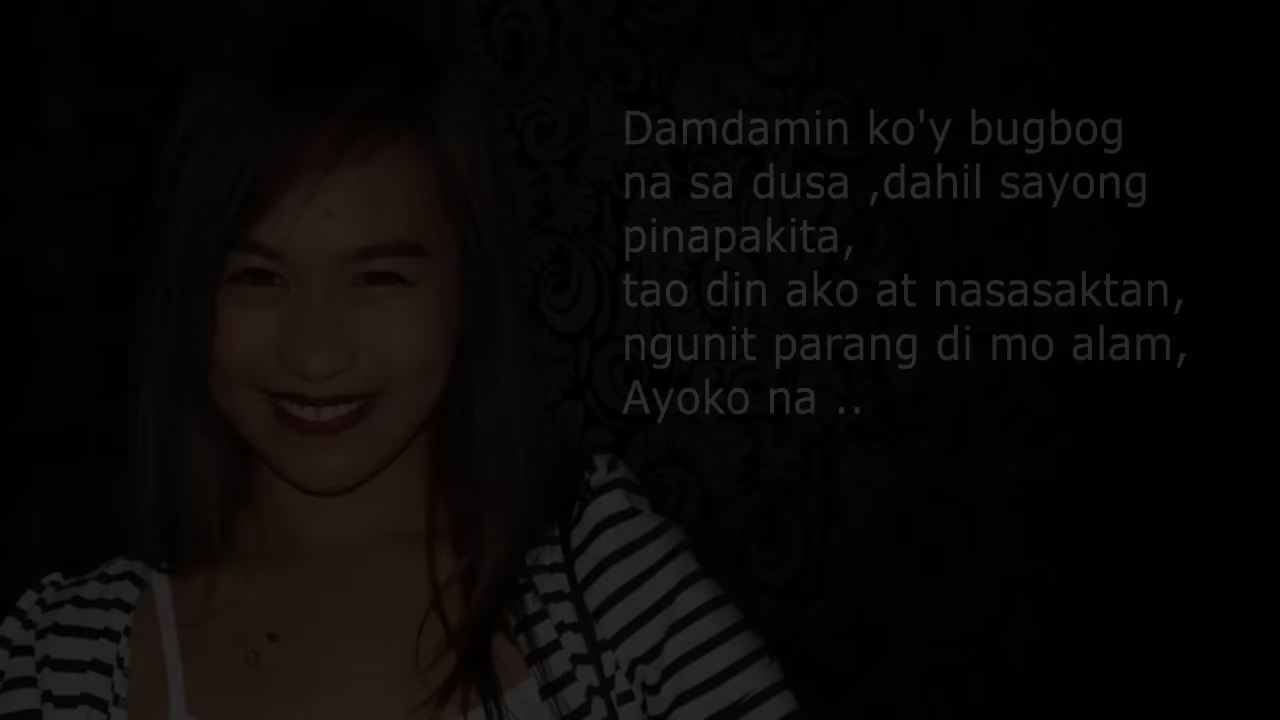 Damdamin ko'y bugbog
na sa dusa ,dahil sayong
pinapakita,
tao din ako at nasasaktan,
ngunit parang di mo alam,
Ayoko na ..